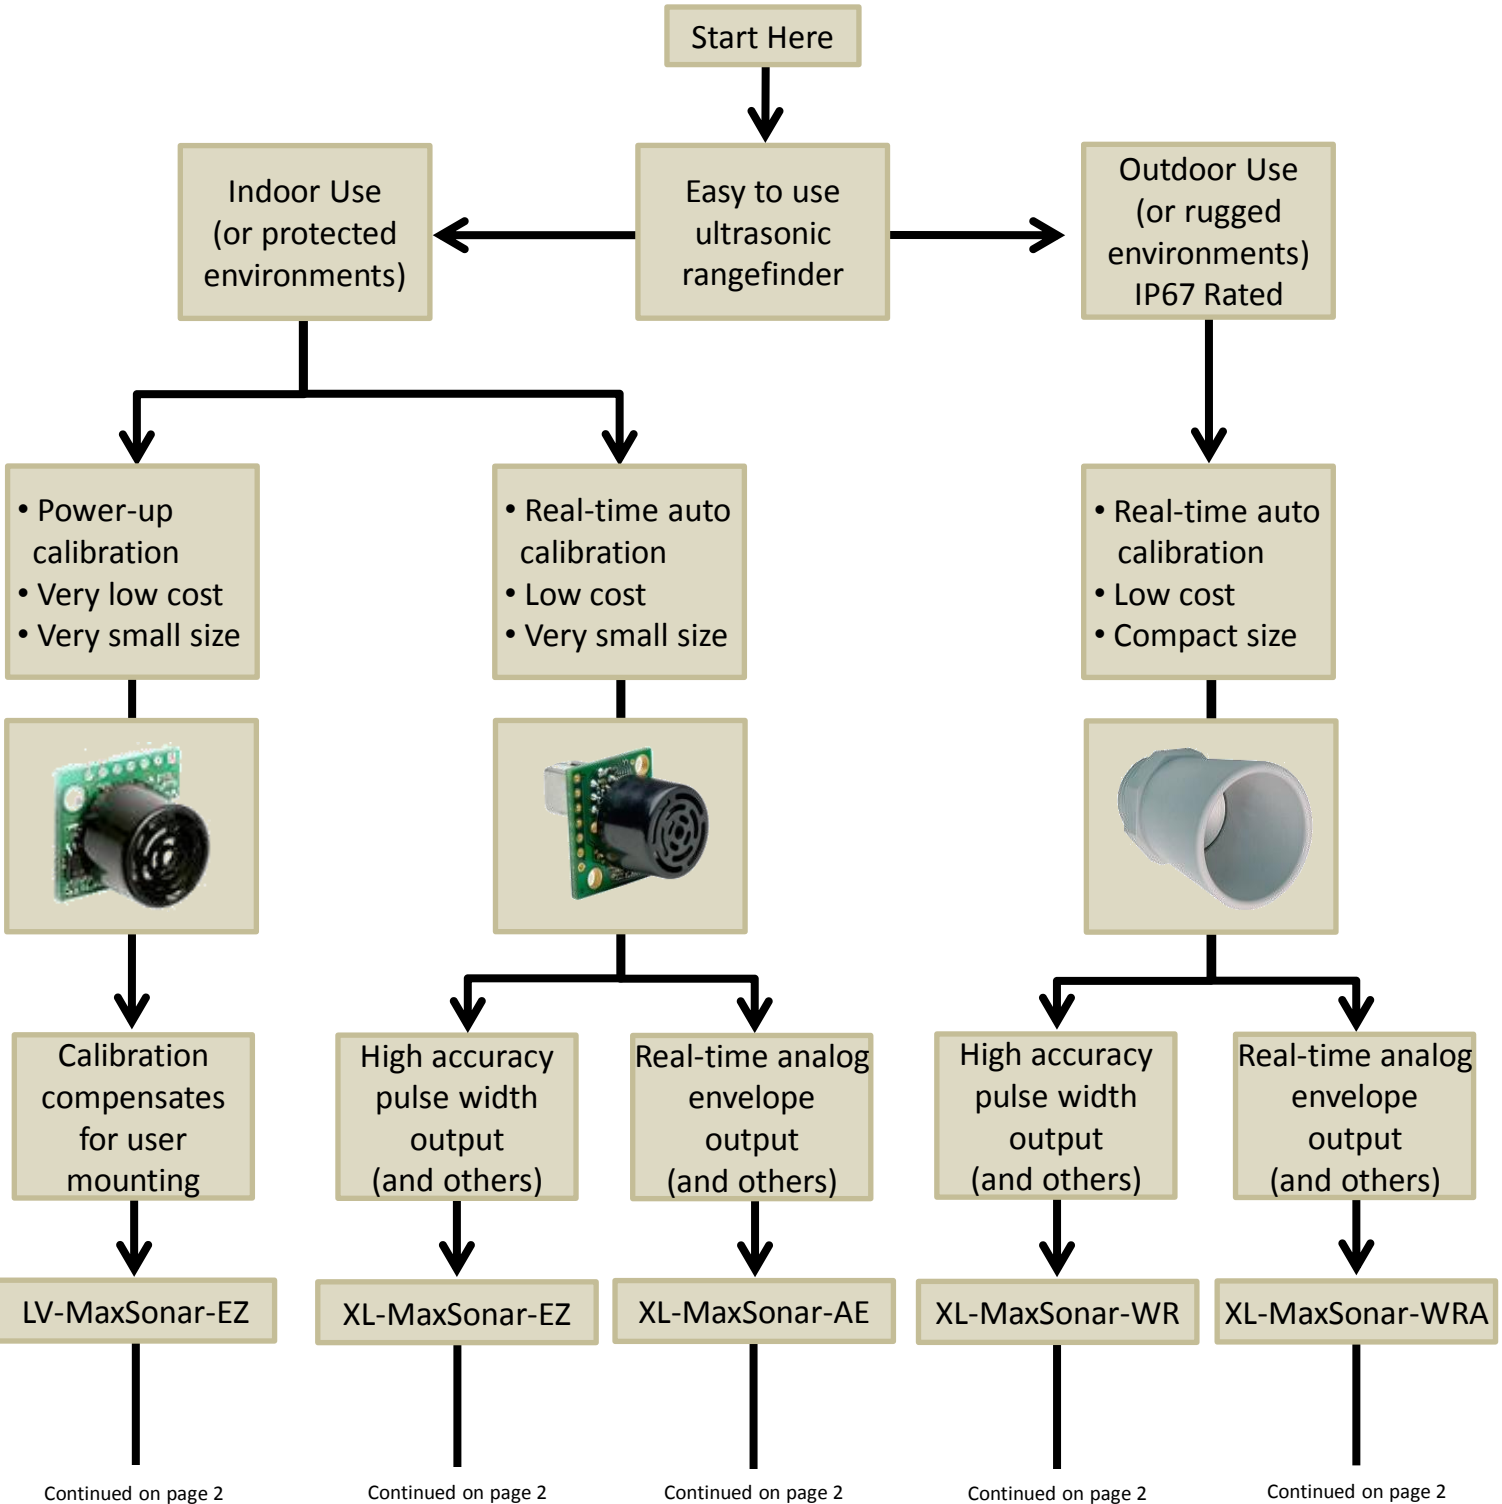 Start Here
Indoor Use
(or protected
environments)
Easy to use
ultrasonic
rangefinder
Outdoor Use
(or rugged
environments)
IP67 Rated
• Power-up
calibration
• Very low cost
• Very small size
• Real-time auto
calibration
• Low cost
• Very small size
• Real-time auto
calibration
• Low cost
• Compact size
Calibration
compensates
for user
mounting
High accuracy
pulse width
output
(and others)
Real-time analog
envelope
output
(and others)
High accuracy
pulse width
output
(and others)
Real-time analog
envelope
output
(and others)
LV-MaxSonar-EZ
XL-MaxSonar-EZ
XL-MaxSonar-AE
XL-MaxSonar-WR
XL-MaxSonar-WRA
Continued on page 2
Continued on page 2
Continued on page 2
Continued on page 2
Continued on page 2